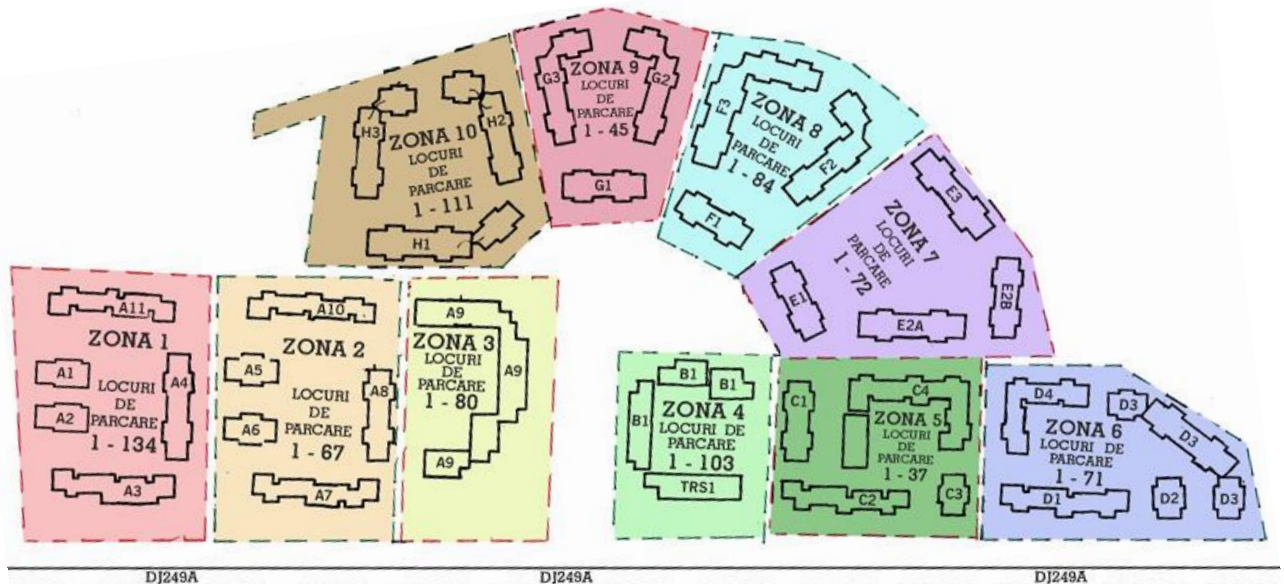 G3
ZONA 9
LOCURI
DE
PARCARE
1 - 45
G2
G1
H3
H2
ZONA 10
LOCURI
DE
PARCARE
1 - 111
H1
F3
ZONA 8
LOCURI
DE
PARCARE
1 - 84
F2
F1
E3
ZONA 7
LOCURI
DE
PARCARE
1 - 72
E1
E2A
E2B
A11
ZONA 1
A1
A4
LOCURI
DE
PARCARE
1 - 134
A2
A3
A10
ZONA 2
A5
A8
LOCURI
DE
PARCARE
1 - 67
A6
A7
A9
ZONA 3
LOCURI
DE
PARCARE
1 - 80
A9
A9
B1
B1
B1
ZONA 4
LOCURI DE
PARCARE
1 - 103
TRS1
C1
C4
ZONA 5
LOCURI
DE
PARCARE
1 - 37
C2
C3
D4
D3
D3
ZONA 6
LOCURI DE
PARCARE
1 - 71
D1
D2
D3
DJ249A
DJ249A
DJ249A